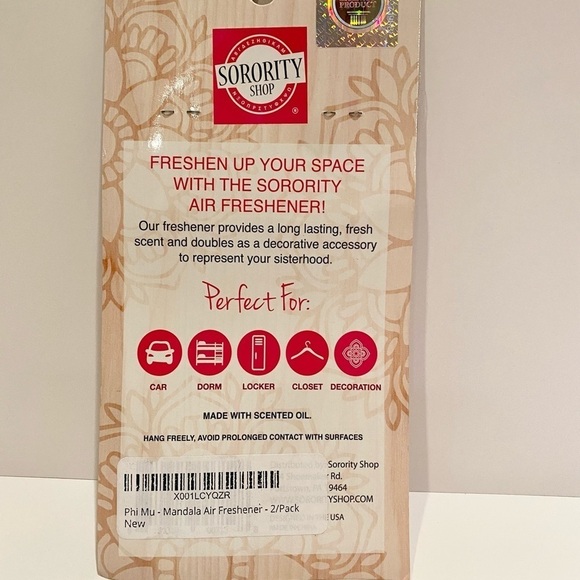 PRODUCT
SORORITY
SHOP
®
FRESHEN UP YOUR SPACE
WITH THE SORORITY
AIR FRESHENER!
Our freshener provides a long lasting, fresh
scent and doubles as a decorative accessory
to represent your sisterhood.
Perfect For:
CAR DORM LOCKER CLOSET DECORATION
MADE WITH SCENTED OIL.
HANG FREELY, AVOID PROLONGED CONTACT WITH SURFACES
Sorority Shop
Rd.
9464
SHOP.COM
USA
X001LCYQZR
Phi Mu - Mandala Air Freshener - 2/Pack
New